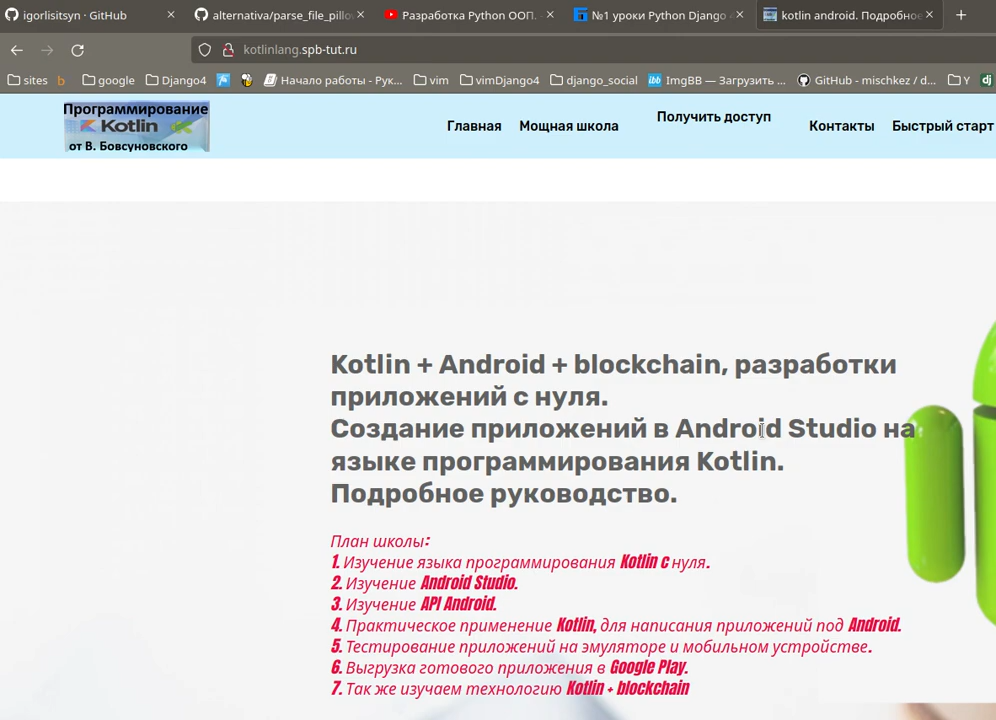 igorlisitsyn · GitHub
alternativa/parse_file_pillow
Разработка Python ООП. -
№1 уроки Python Django 4
kotlin android. Подробное
kotlinlang.spb-tut.ru
sites
b
google
Django4
Начало работы - Рук...
vim
vimDjango4
django_social
ibb
ImgBB — Загрузить ...
GitHub - mischkez / d...
Y
dj
Программирование
Kotlin
от В. Бовсуновского
Главная
Мощная школа
Получить доступ
Контакты
Быстрый старт
Kotlin + Android + blockchain, разработки
приложений с нуля.
Создание приложений в Android Studio на
языке программирования Kotlin.
Подробное руководство.
План школы:
1. Изучение языка программирования Kotlin с нуля.
2. Изучение Android Studio.
3. Изучение API Android.
4. Практическое применение Kotlin, для написания приложений под Android.
5. Тестирование приложений на эмуляторе и мобильном устройстве.
6. Выгрузка готового приложения в Google Play.
7. Так же изучаем технологию Kotlin + blockchain